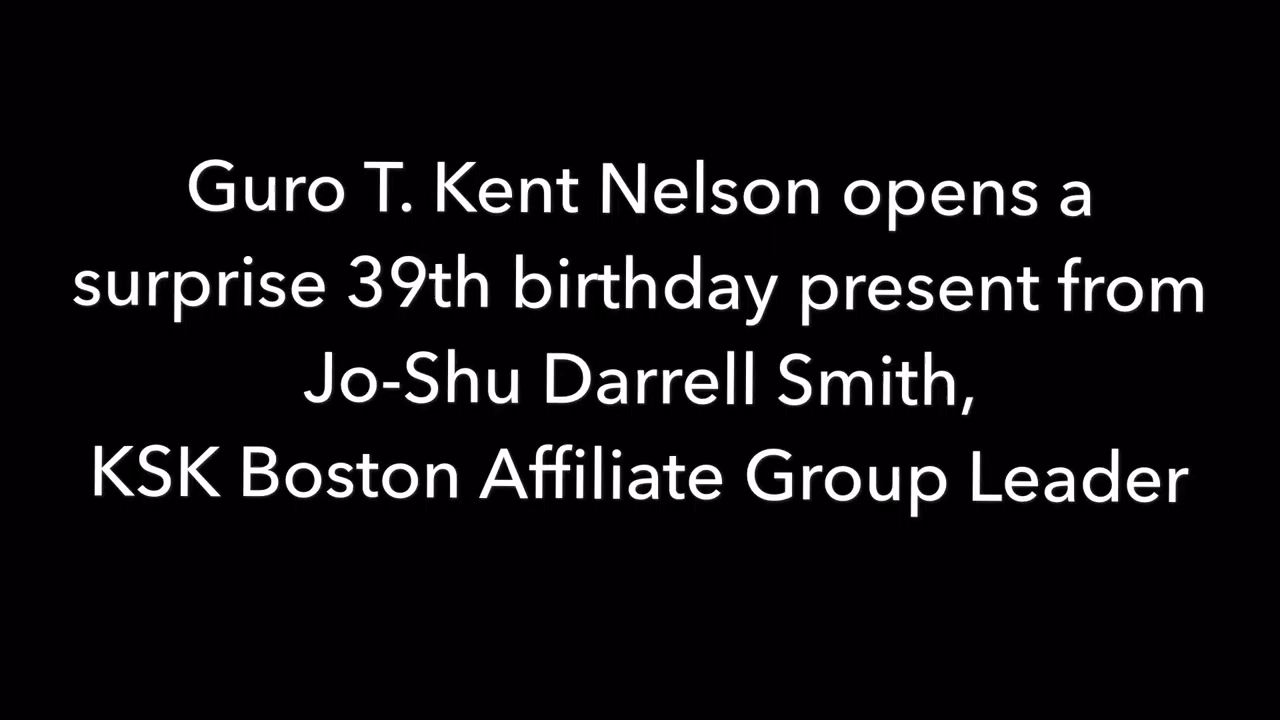 Guro T. Kent Nelson opens a
surprise 39th birthday present from
Jo-Shu Darrell Smith,
KSK Boston Affiliate Group Leader